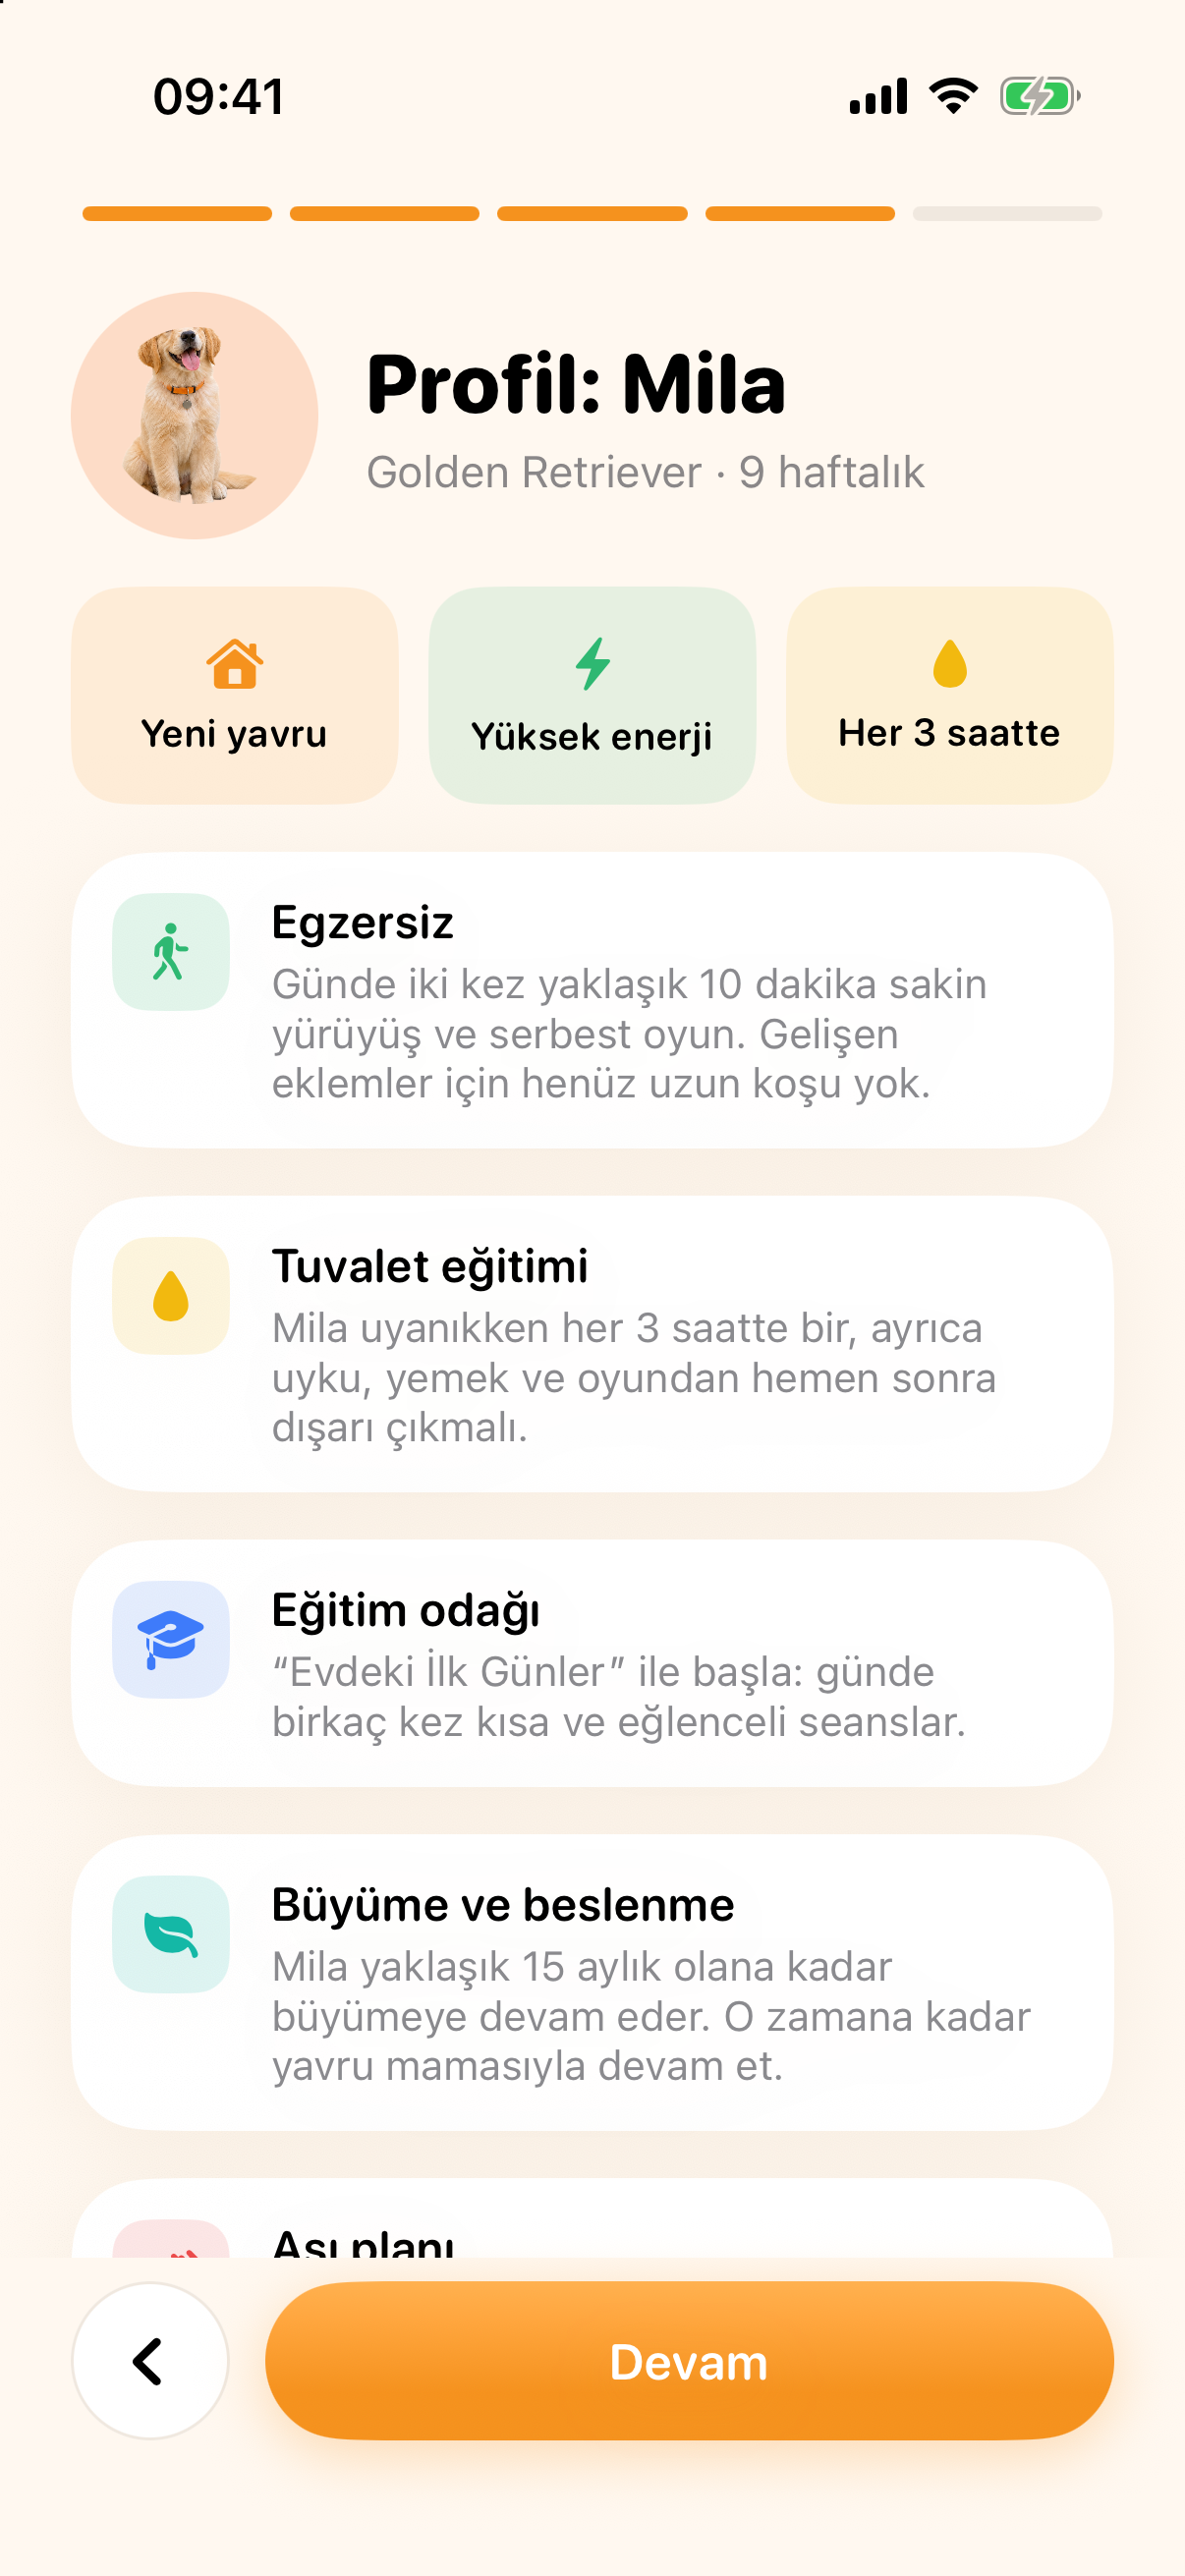 09:41
Profil: Mila
Golden Retriever · 9 haftalık
Yeni yavru
Yüksek enerji
Her 3 saatte
Egzersiz
Günde iki kez yaklaşık 10 dakika sakin
yürüyüş ve serbest oyun. Gelişen
eklemler için henüz uzun koşu yok.
Tuvalet eğitimi
Mila uyanıkken her 3 saatte bir, ayrıca
uyku, yemek ve oyundan hemen sonra
dışarı çıkmalı.
Eğitim odağı
“Evdeki İlk Günler” ile başla: günde
birkaç kez kısa ve eğlenceli seanslar.
Büyüme ve beslenme
Mila yaklaşık 15 aylık olana kadar
büyümeye devam eder. O zamana kadar
yavru mamasıyla devam et.
Aşı planı
Devam